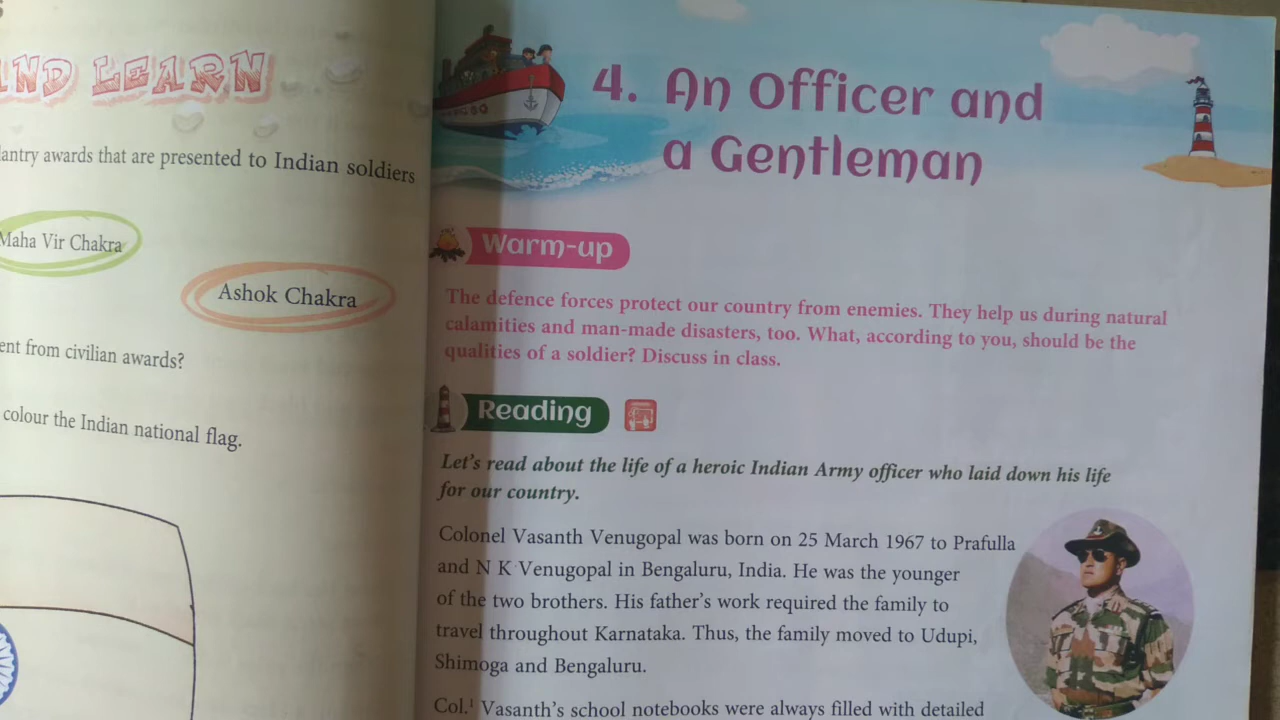 AND LEARN
awards that are presented to Indian soldiers
Maha Vir Chakra
Ashok Chakra
from civilian awards?
colour the Indian national flag.
4. An Officer and
a Gentleman
Warm-up
The defence forces protect our country from enemies. They help us during natural
calamities and man-made disasters, too. What, according to you, should be the
qualities of a soldier? Discuss in class.
Reading
Let's read about the life of a heroic Indian Army officer who laid down his life
for our country.
Colonel Vasanth Venugopal was born on 25 March 1967 to Prafulla
and N K Venugopal in Bengaluru, India. He was the younger
of the two brothers. His father's work required the family to
travel throughout Karnataka. Thus, the family moved to Udupi,
Shimoga and Bengaluru.
Col.¹ Vasanth's school notebooks were always filled with detailed